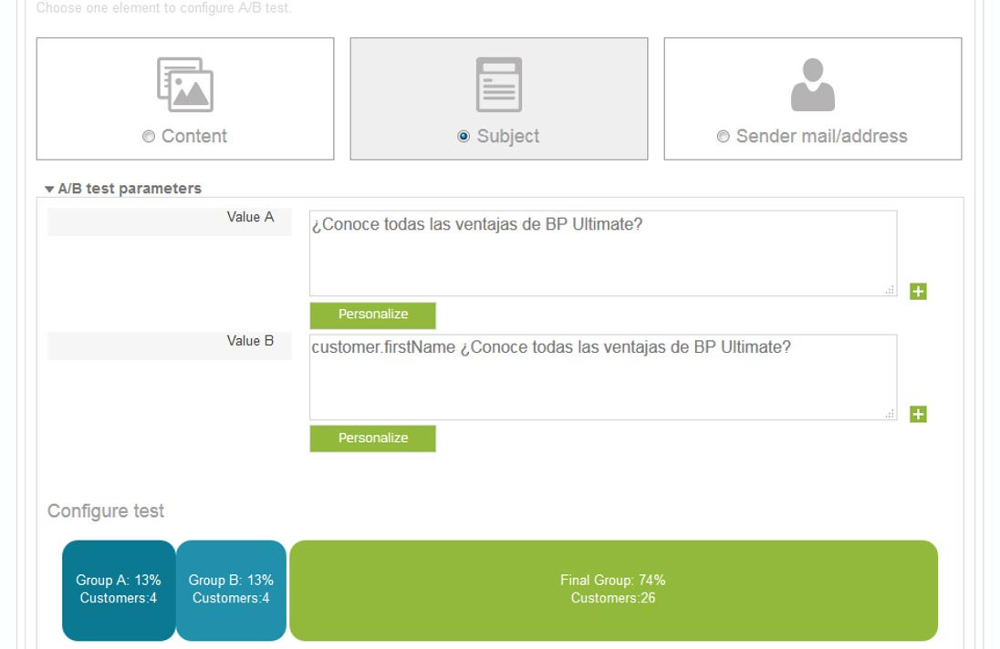 Choose one element to configure A/B test.
Content
Subject
Sender mail/address
A/B test parameters
Value A
¿Conoce todas las ventajas de BP Ultimate?
Personalize
Value B
customer.firstName ¿Conoce todas las ventajas de BP Ultimate?
Personalize
Configure test
Group A: 13%
Customers:4
Group B: 13%
Customers:4
Final Group: 74%
Customers:26